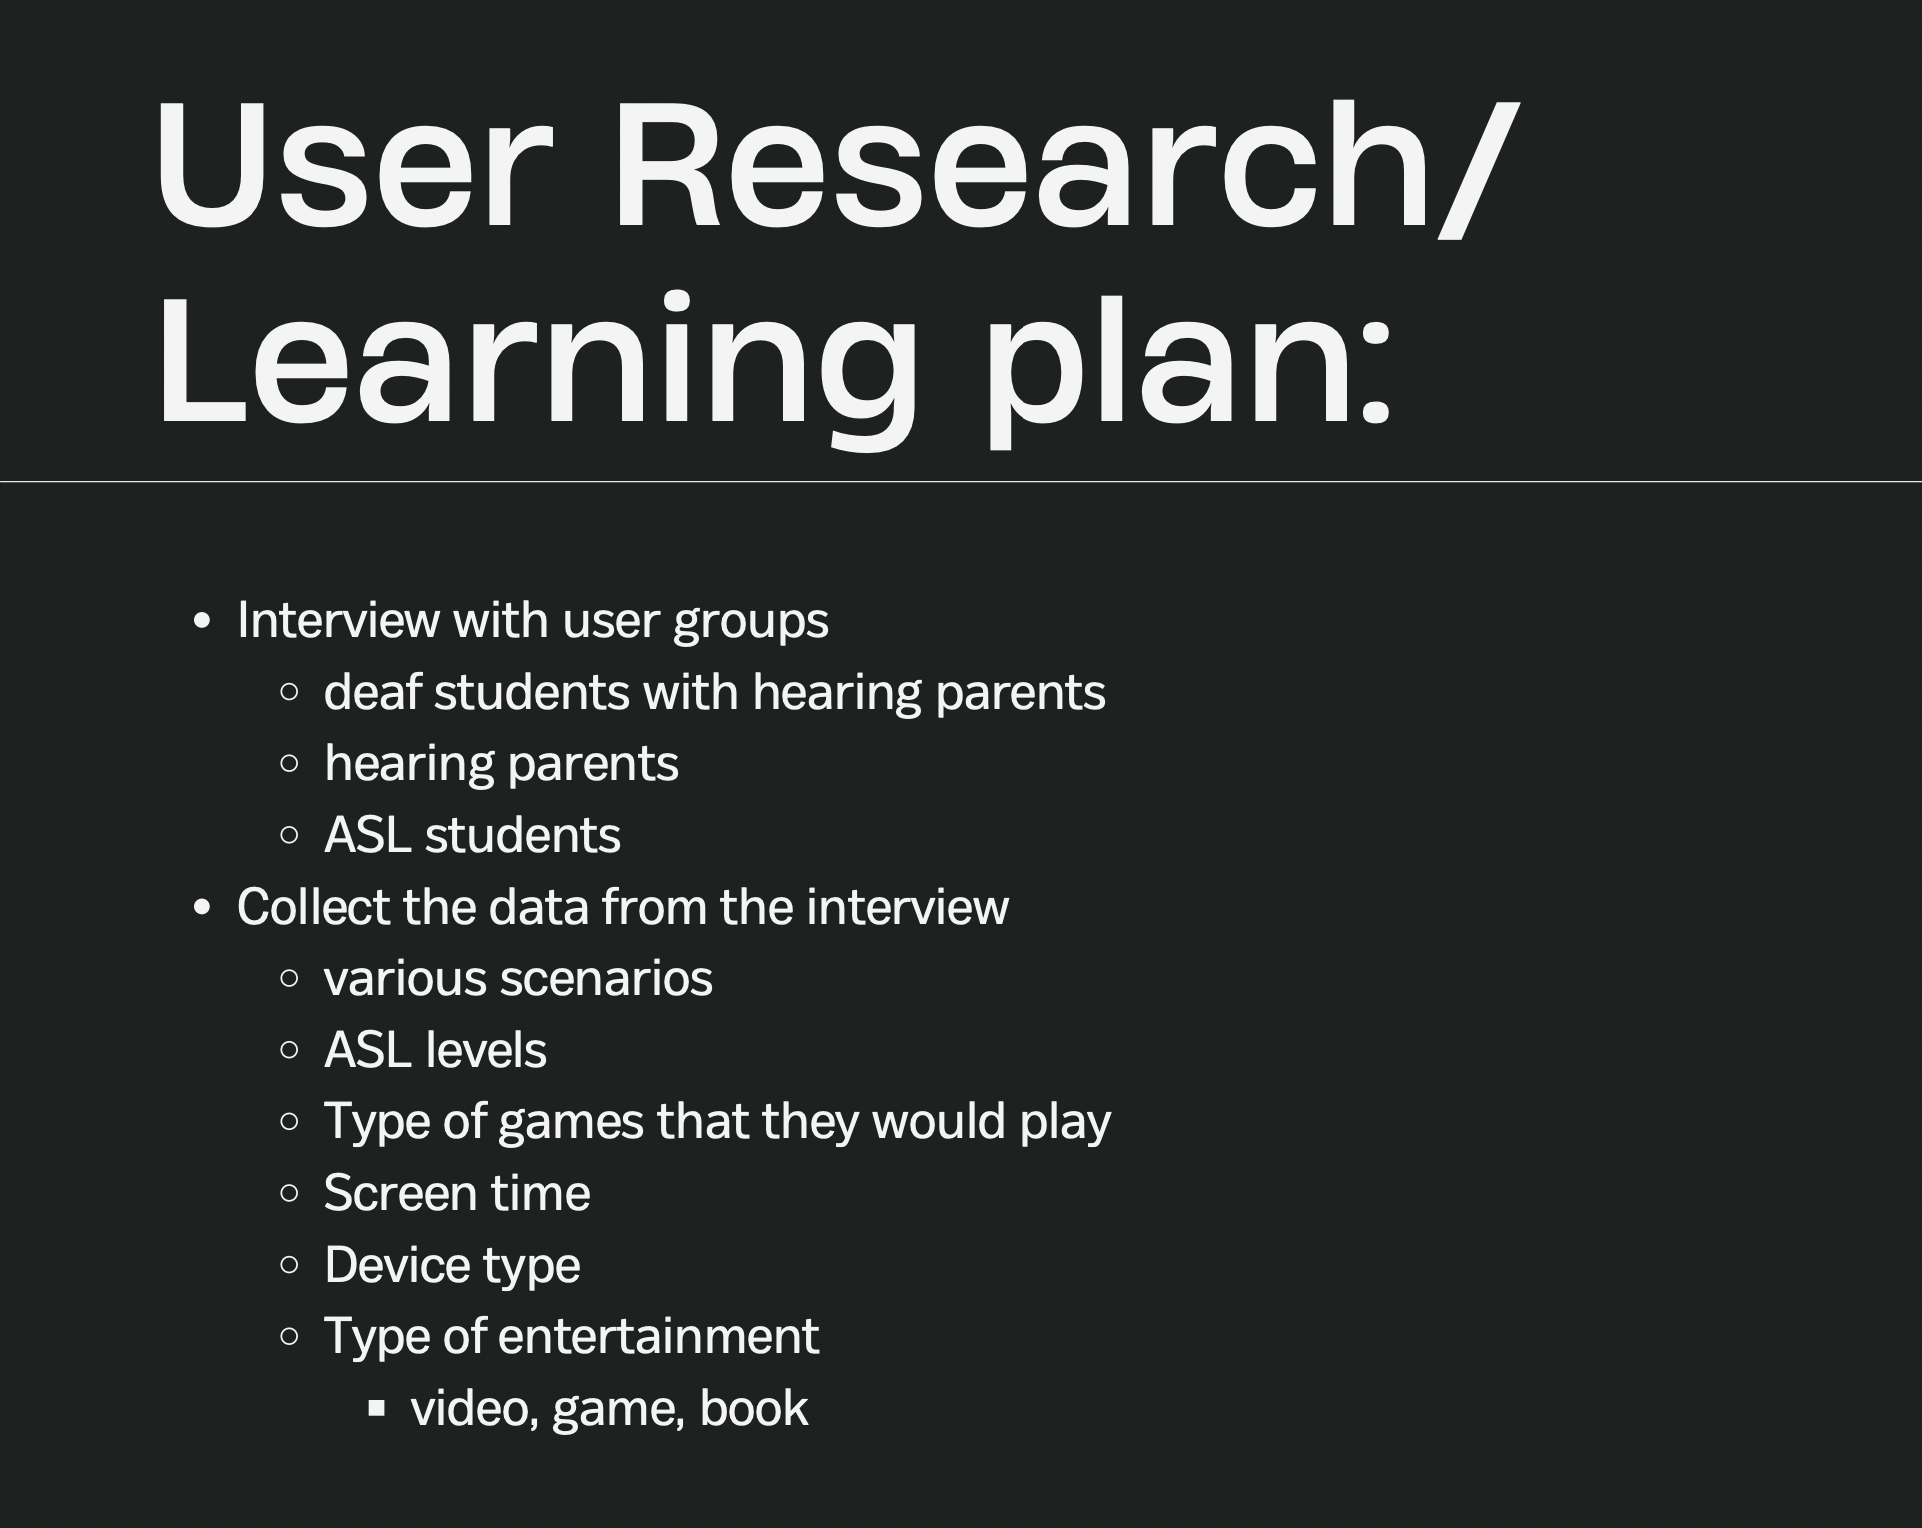 User Research/
Learning plan:
Interview with user groups
deaf students with hearing parents
hearing parents
ASL students
Collect the data from the interview
various scenarios
ASL levels
Type of games that they would play
Screen time
Device type
Type of entertainment
video, game, book